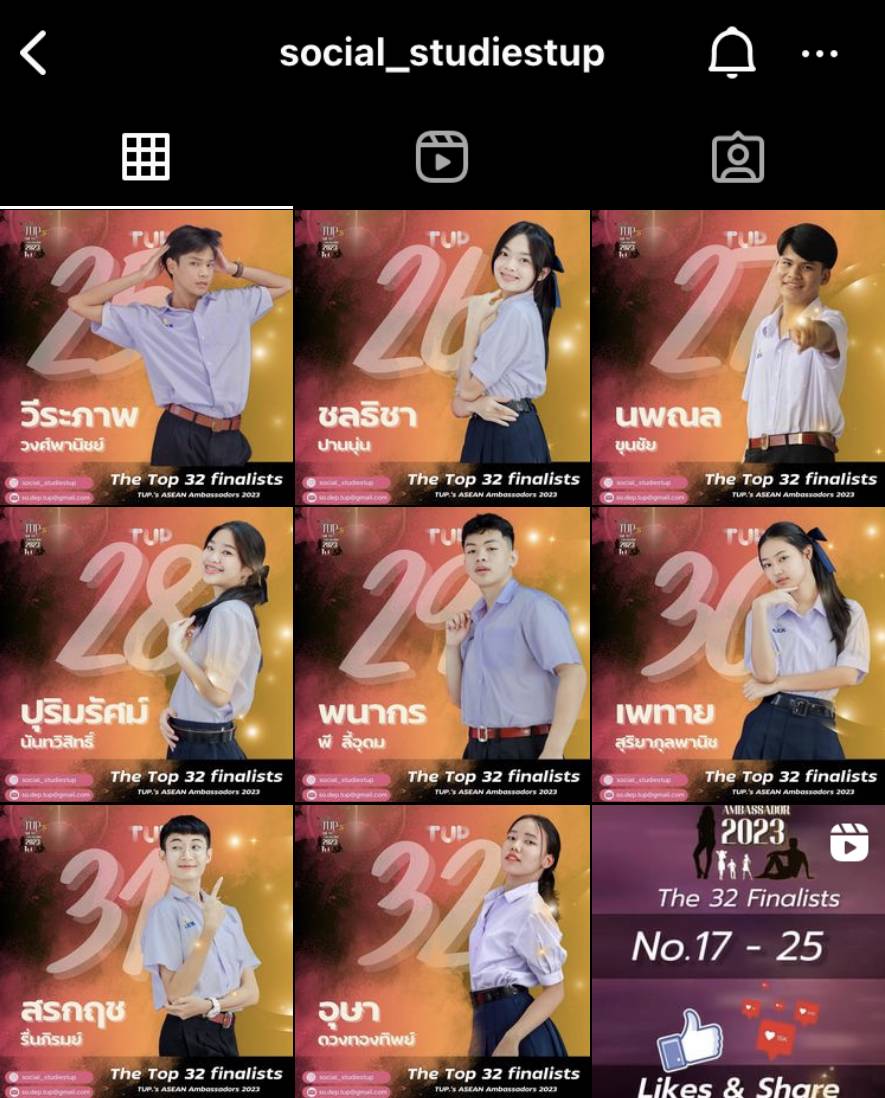 social_studiestup
TUP
25
วีระภาพ
วงศ์พานิชย์
social_studiestup
so.dep.tup@gmail.com
The Top 32 finalists
TUP.'s ASEAN Ambassadors 2023
TUP
26
ชลธิชา
ปานนุ่น
social_studiestup
so.dep.tup@gmail.com
The Top 32 finalists
TUP.'s ASEAN Ambassadors 2023
TUP
27
นพณล
ขุนชัย
social_studiestup
so.dep.tup@gmail.com
The Top 32 finalists
TUP.'s ASEAN Ambassadors 2023
TUP
28
ปุริมรัศม์
นันทวิสิทธิ์
social_studiestup
so.dep.tup@gmail.com
The Top 32 finalists
TUP.'s ASEAN Ambassadors 2023
TUP
29
พนากร
พี ลี้อุดม
social_studiestup
so.dep.tup@gmail.com
The Top 32 finalists
TUP.'s ASEAN Ambassadors 2023
TUP
30
เพทาย
สุริยากุลพานิช
social_studiestup
so.dep.tup@gmail.com
The Top 32 finalists
TUP.'s ASEAN Ambassadors 2023
TUP
31
สรกฤช
รื่นภิรมย์
social_studiestup
so.dep.tup@gmail.com
The Top 32 finalists
TUP.'s ASEAN Ambassadors 2023
TUP
32
อุษา
ดวงทองทิพย์
social_studiestup
so.dep.tup@gmail.com
The Top 32 finalists
TUP.'s ASEAN Ambassadors 2023
AMBASSADOR
2023
The 32 Finalists
No.17 - 25
Likes & Share